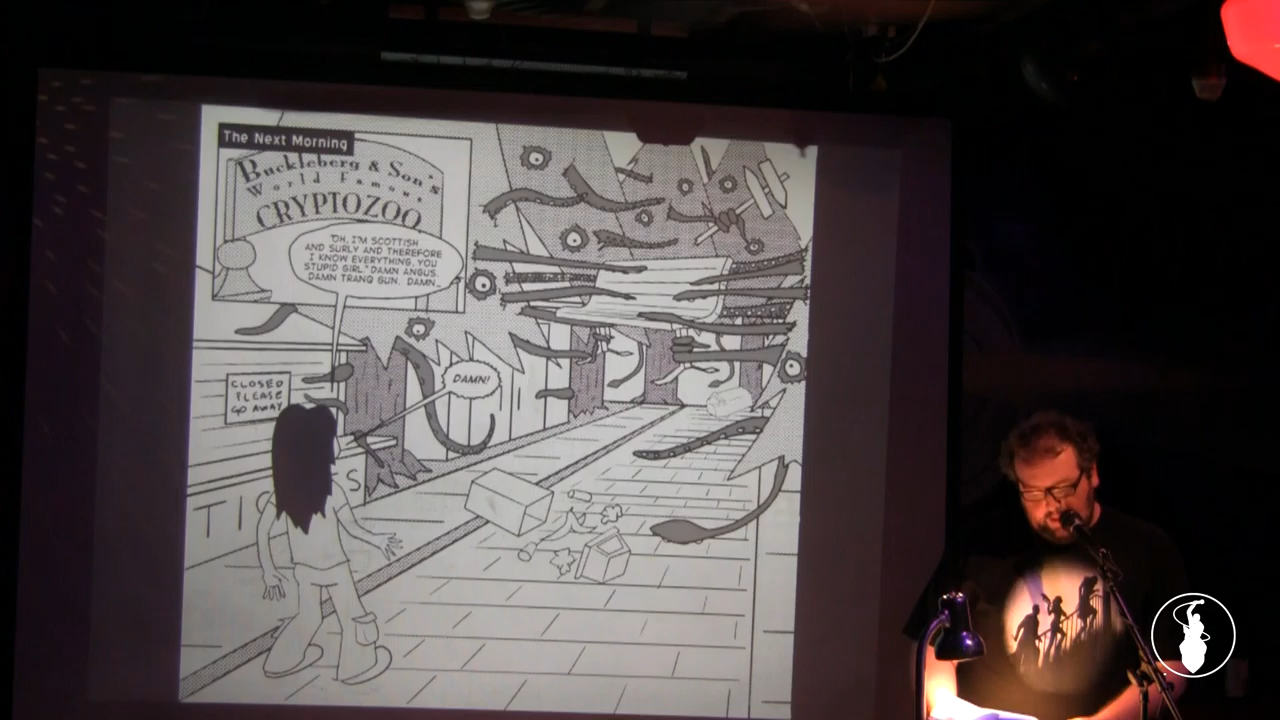 The Next Morning
Buckleberg & Son's
World Famous
CRYPTOZOO
"OH, I'M SCOTTISH
AND SURLY AND THEREFORE
I KNOW EVERYTHING, YOU
STUPID GIRL." DAMN ANGUS.
DAMN TRANQ GUN. DAMN...
DAMN!
CLOSED
PLEASE
GO AWAY
TIC S